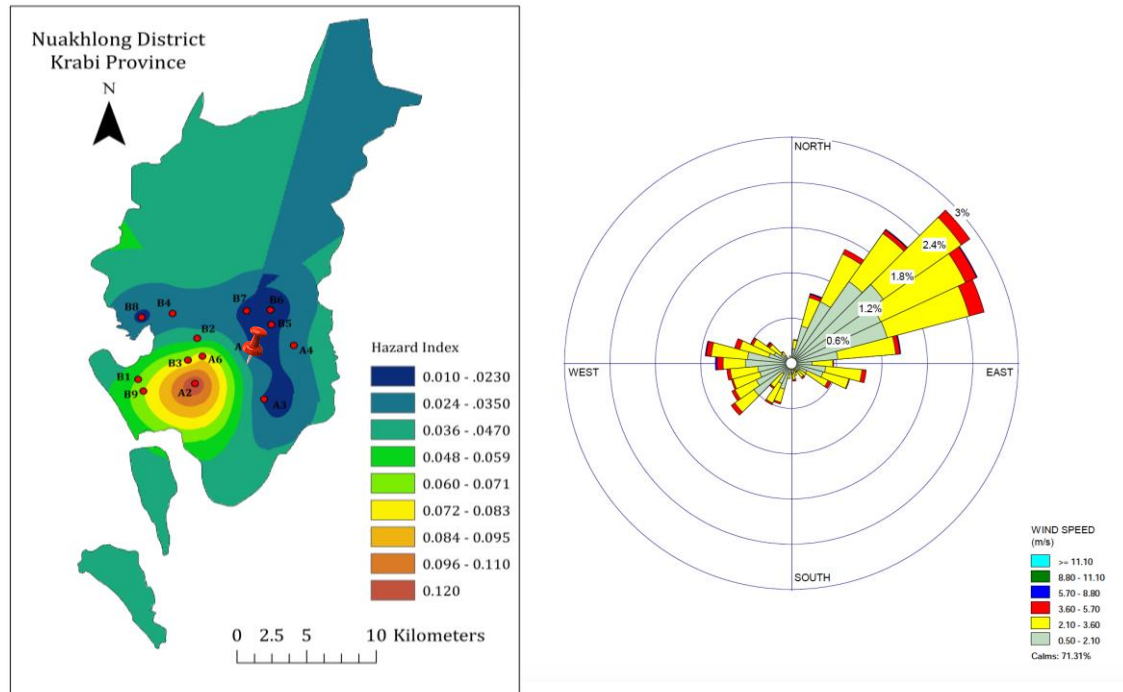 Nuakhlong District
Krabi Province
N
B8
B4
B7
B6
B5
B2
A
A4
B3
A6
B1
B9
A2
A3
Hazard Index
0.010 - .0230
0.024 - .0350
0.036 - .0470
0.048 - 0.059
0.060 - 0.071
0.072 - 0.083
0.084 - 0.095
0.096 - 0.110
0.120
0 2.5 5 10 Kilometers
NORTH
3%
2.4%
1.8%
1.2%
0.6%
WEST
EAST
SOUTH
WIND SPEED
(m/s)
>= 11.10
8.80 - 11.10
5.70 - 8.80
3.60 - 5.70
2.10 - 3.60
0.50 - 2.10
Calms: 71.31%